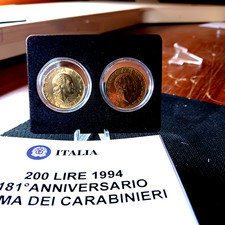 ITALIA
200 LIRE 1994
181°ANNIVERSARIO
MA DEI CARABINIERI